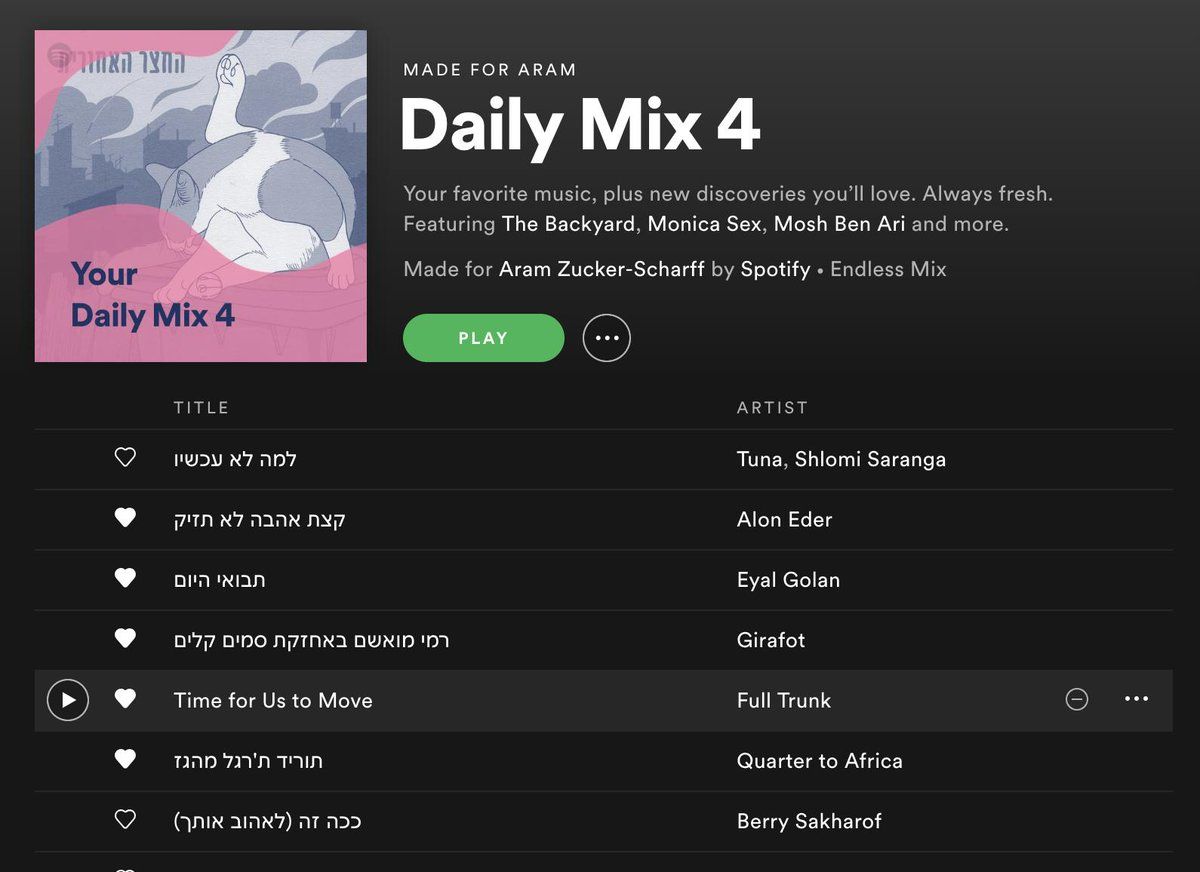 החצר האחורית
Your
Daily Mix 4
MADE FOR ARAM
Daily Mix 4
Your favorite music, plus new discoveries you’ll love. Always fresh.
Featuring The Backyard, Monica Sex, Mosh Ben Ari and more.
Made for Aram Zucker-Scharff by Spotify • Endless Mix
PLAY
TITLE ARTIST
למה לא עכשיו Tuna, Shlomi Saranga
קצת אהבה לא תזיק Alon Eder
תבואי היום Eyal Golan
רמי מואשם באחזקת סמים קלים Girafot
Time for Us to Move Full Trunk
תוריד ת'רגל מהגז Quarter to Africa
ככה זה (לאהוב אותך) Berry Sakharof